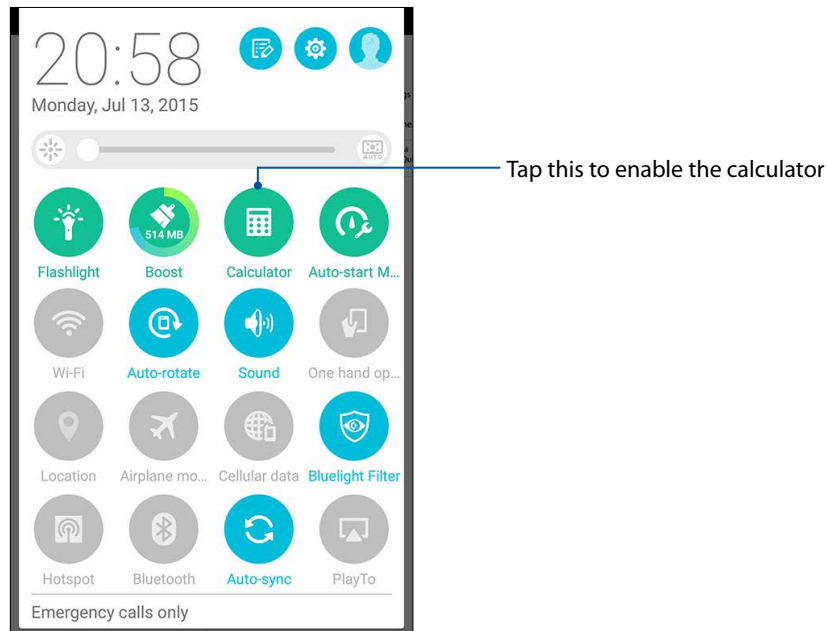 20:58
Monday, Jul 13, 2015
AUTO
Tap this to enable the calculator
514 MB
Flashlight
Boost
Calculator
Auto-start M...
Wi-Fi
Auto-rotate
Sound
One hand op...
Location
Airplane mo...
Cellular data
Bluelight Filter
Hotspot
Bluetooth
Auto-sync
PlayTo
Emergency calls only